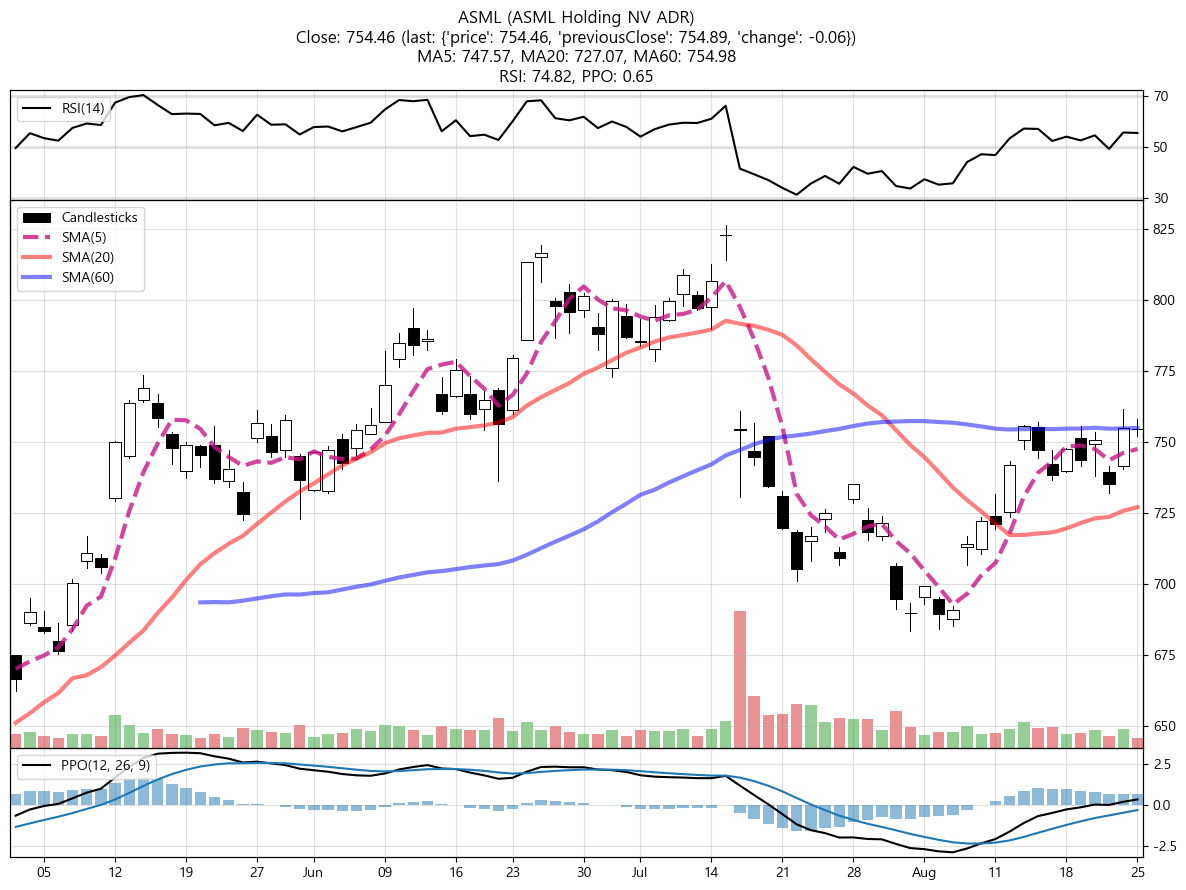 ASML (ASML Holding NV ADR)
Close: 754.46 (last: {'price': 754.46, 'previousClose': 754.89, 'change': -0.06})
MA5: 747.57, MA20: 727.07, MA60: 754.98
RSI: 74.82, PPO: 0.65
RSI(14)
70
50
30
Candlesticks
SMA(5)
SMA(20)
SMA(60)
825
800
775
750
725
700
675
650
PPO(12, 26, 9)
2.5
0.0
-2.5
05 12 19 27 Jun 09 16 23 30 Jul 14 21 28 Aug 11 18 25